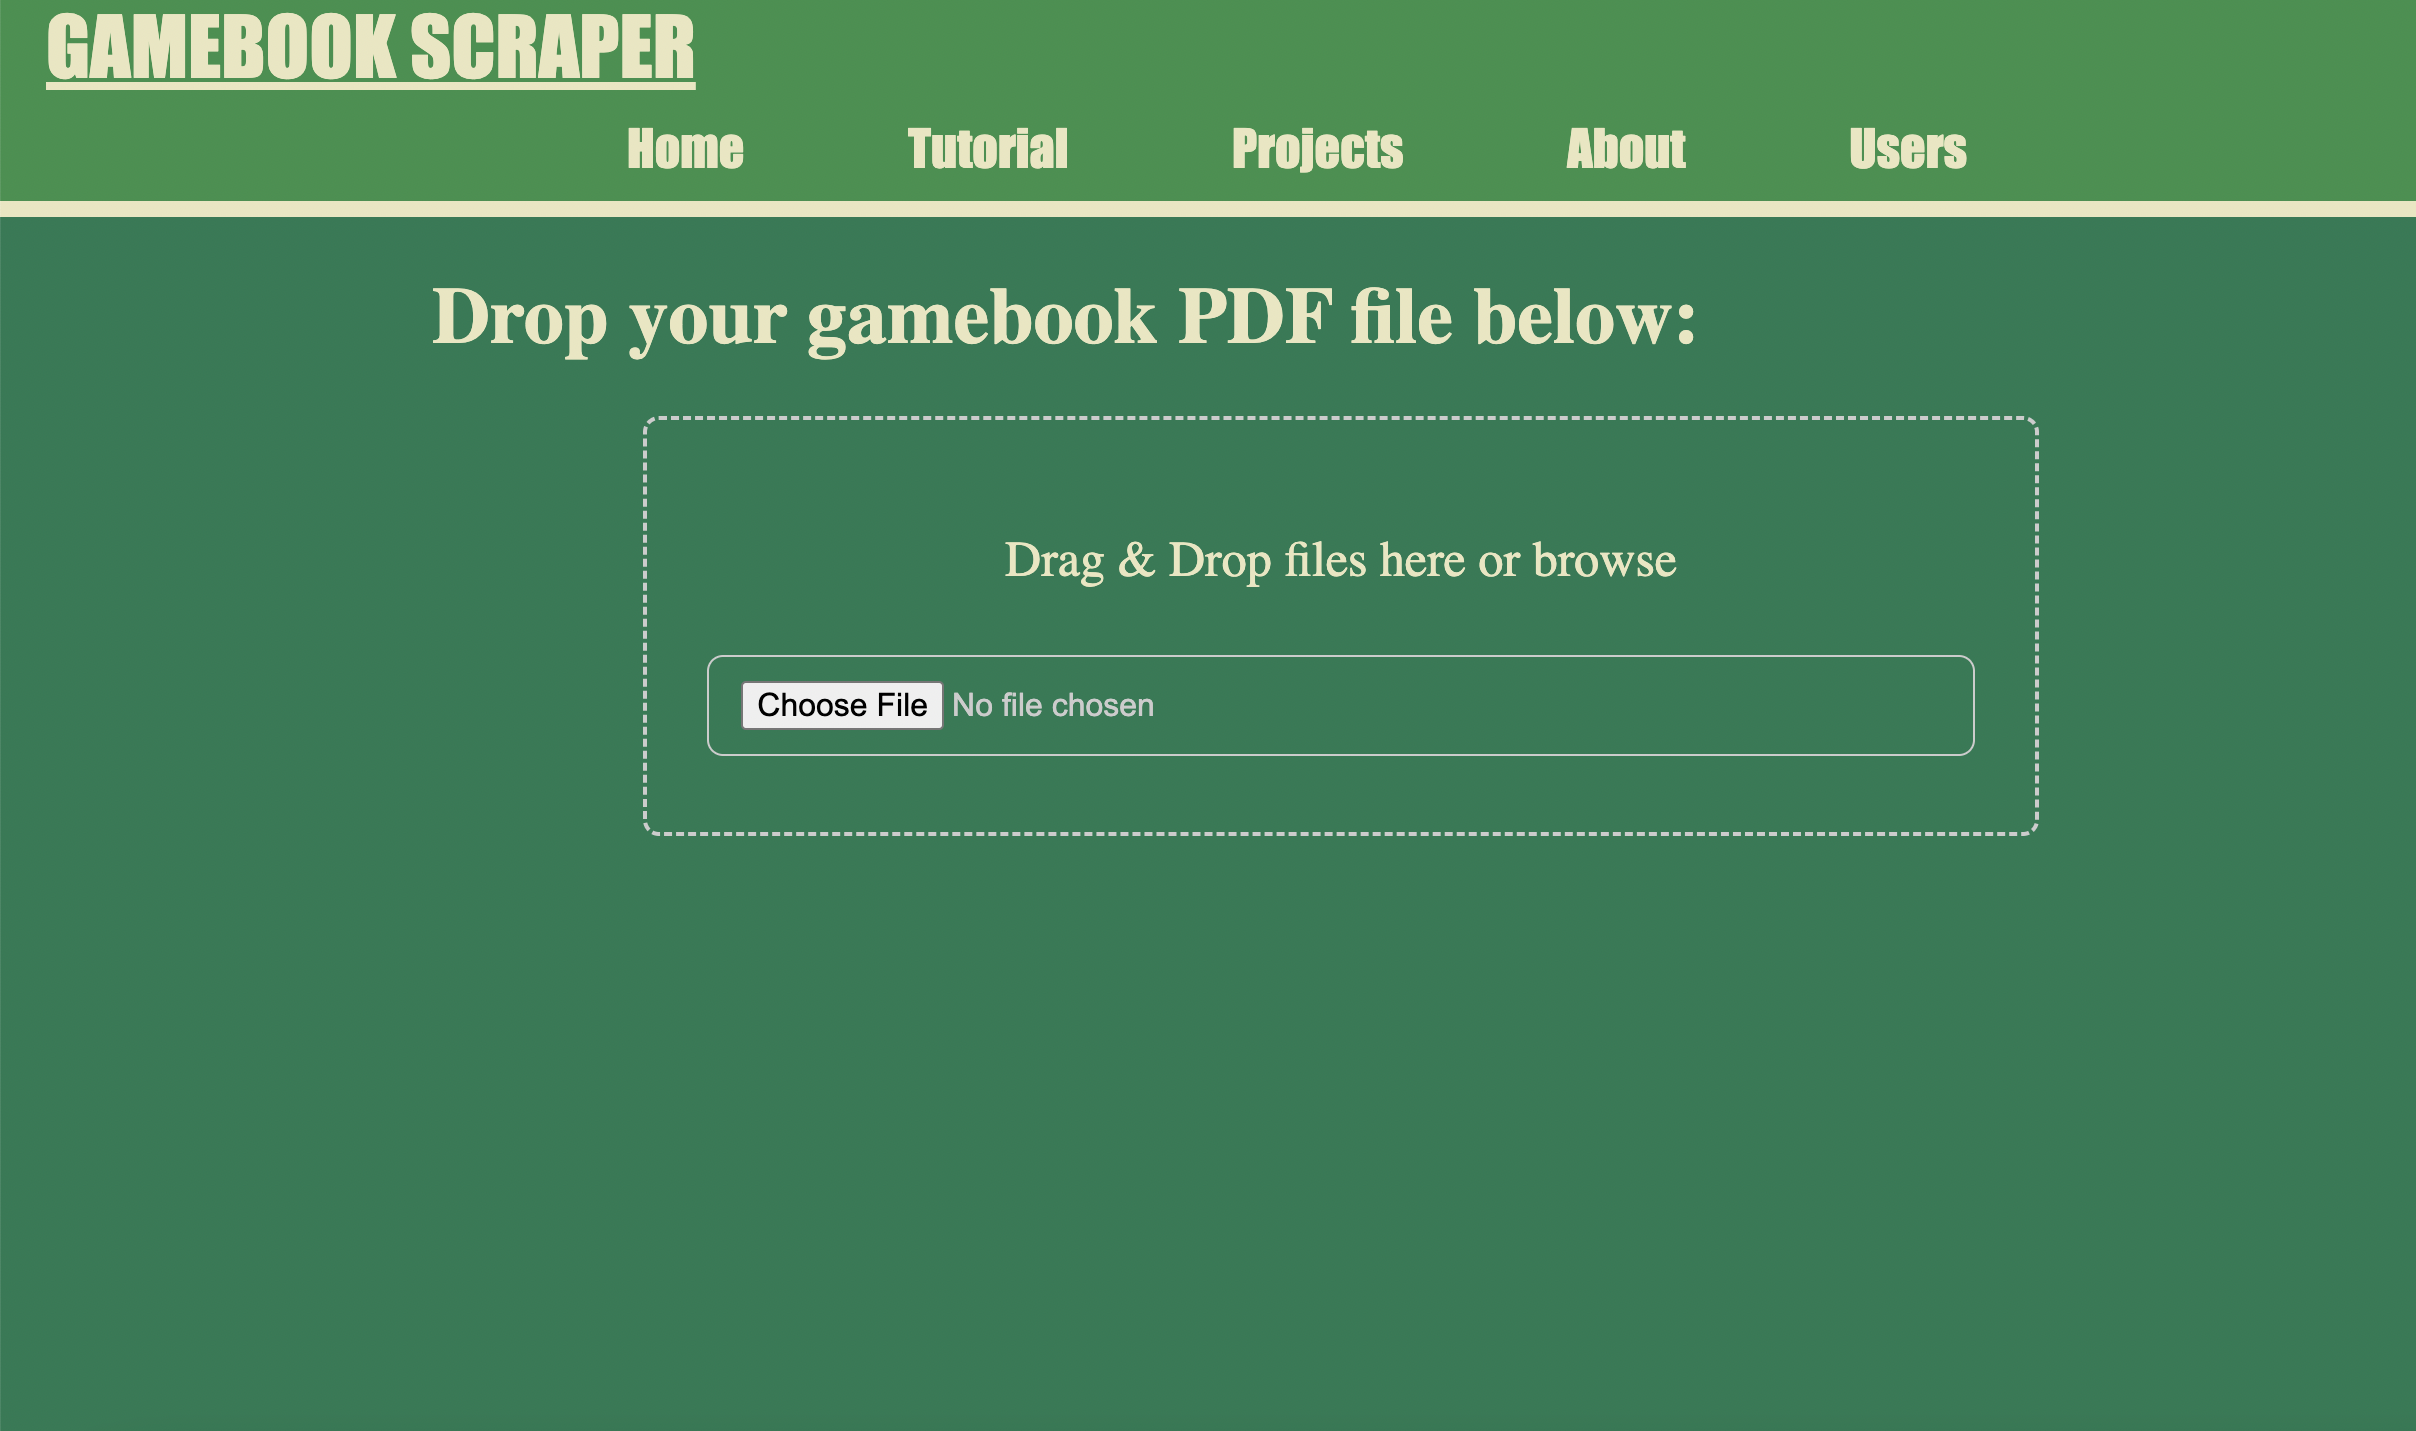 GAMEBOOK SCRAPER
Home Tutorial Projects About Users
Drop your gamebook PDF file below:
Drag & Drop files here or browse
Choose File No file chosen